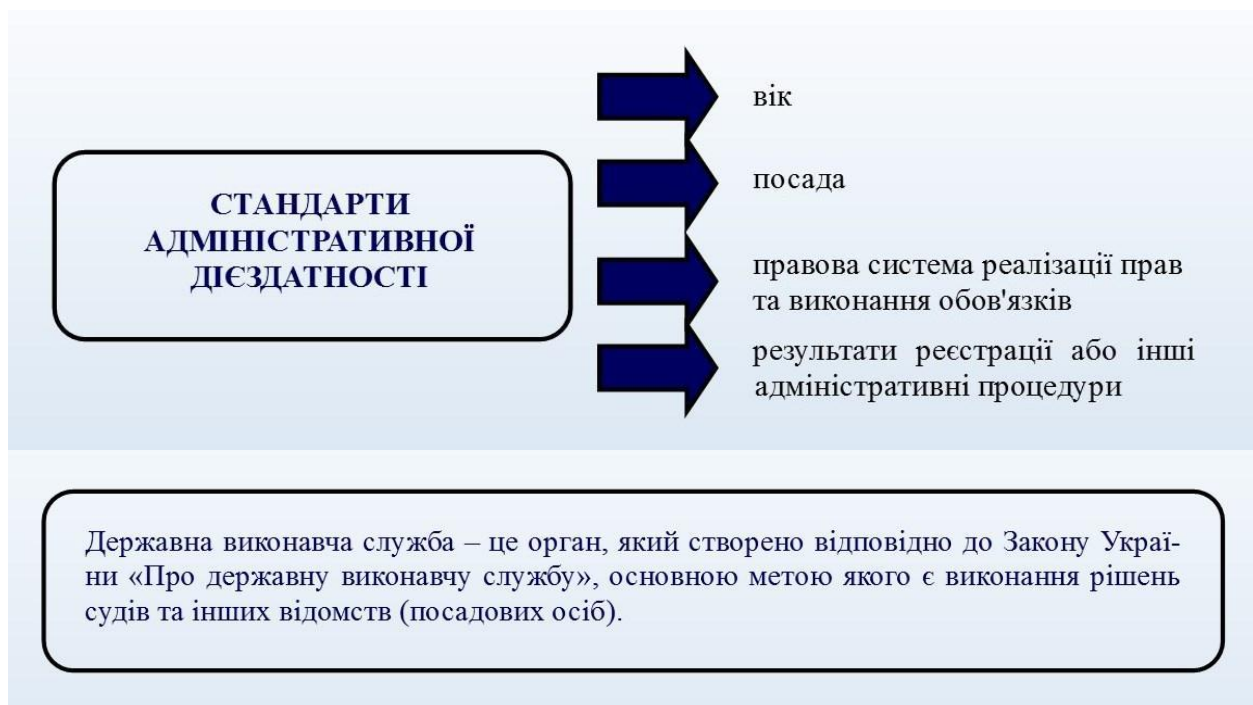 СТАНДАРТИ
АДМІНІСТРАТИВНОЇ
ДІЄЗДАТНОСТІ
вік
посада
правова система реалізації прав
та виконання обов'язків
результати реєстрації або інші
адміністративні процедури
Державна виконавча служба – це орган, який створено відповідно до Закону Украї-
ни «Про державну виконавчу службу», основною метою якого є виконання рішень
судів та інших відомств (посадових осіб).